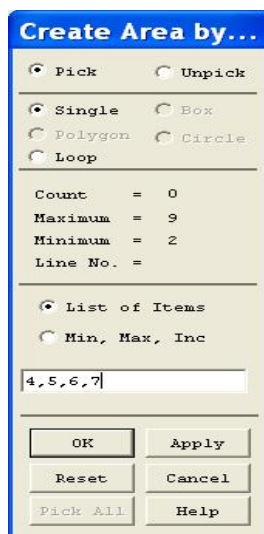 Create Area by...
Pick Unpick
Single Box
Polygon Circle
Loop
Count = 0
Maximum = 9
Minimum = 2
Line No. =
List of Items
Min, Max, Inc
4,5,6,7
OK Apply
Reset Cancel
Pick All Help